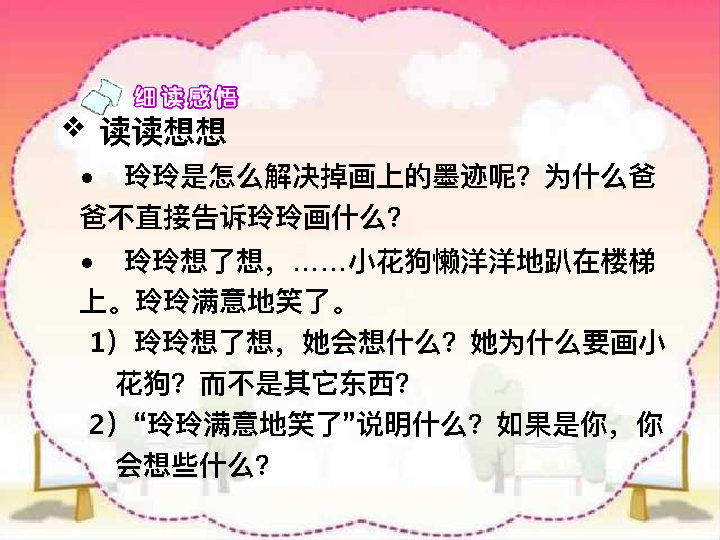 细读感悟
❖ 读读想想
• 玲玲是怎么解决掉画上的墨迹呢？为什么爸
爸不直接告诉玲玲画什么？
• 玲玲想了想，……小花狗懒洋洋地趴在楼梯
上。玲玲满意地笑了。
1）玲玲想了想，她会想什么？她为什么要画小
花狗？而不是其它东西？
2）“玲玲满意地笑了”说明什么？如果是你，你
会想些什么？